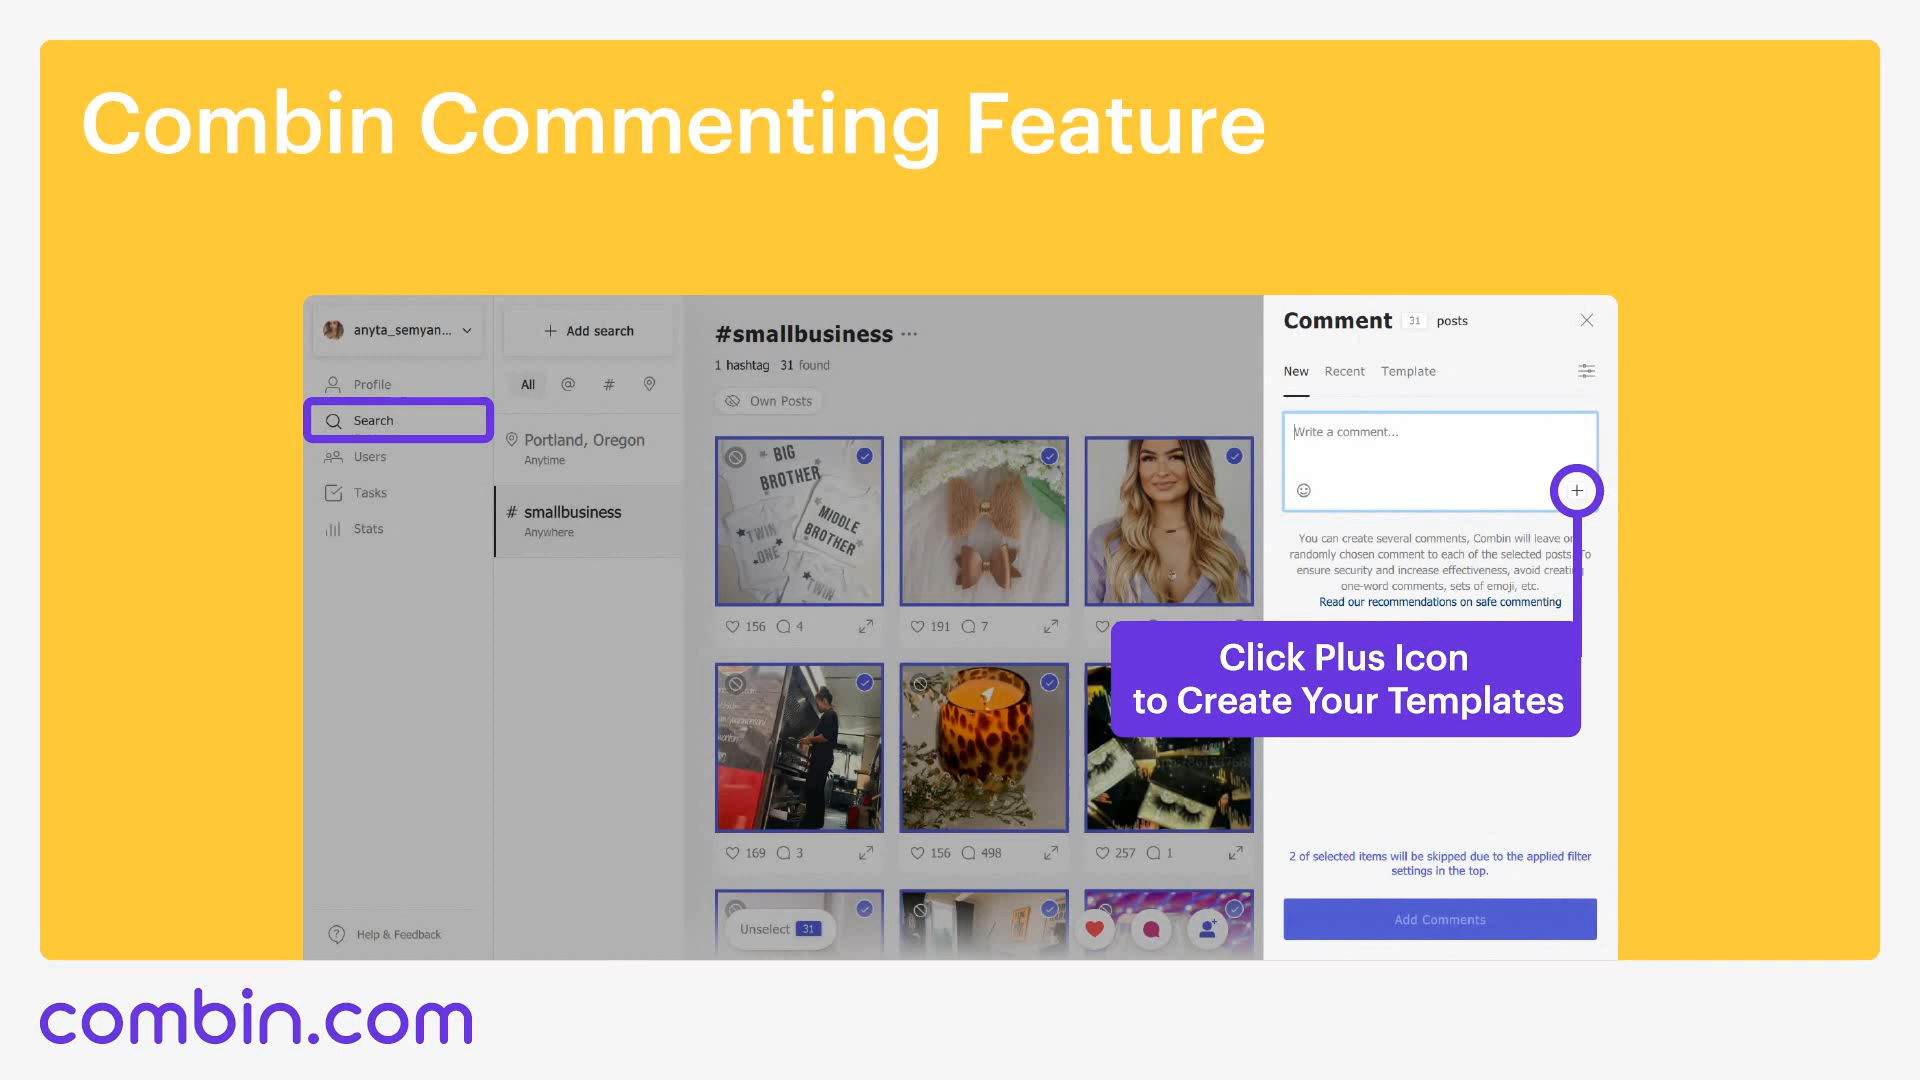 Combin Commenting Feature
anyta_semyan...
Profile
Search
Users
Tasks
Stats
Help & Feedback
+ Add search
All @ #
Portland, Oregon
Anytime
# smallbusiness
Anywhere
#smallbusiness ...
1 hashtag 31 found
Own Posts
BIG
BROTHER
MIDDLE
BROTHER
TWIN
ONE
TWIN
156 4
191 7
169 3
156 498
257 1
Unselect 31
Comment 31 posts
New Recent Template
Write a comment...
You can create several comments, Combin will leave on
randomly chosen comment to each of the selected posts. To
ensure security and increase effectiveness, avoid creating
one-word comments, sets of emoji, etc.
Read our recommendations on safe commenting
Click Plus Icon
to Create Your Templates
2 of selected items will be skipped due to the applied filter
settings in the top.
Add Comments
combin.com